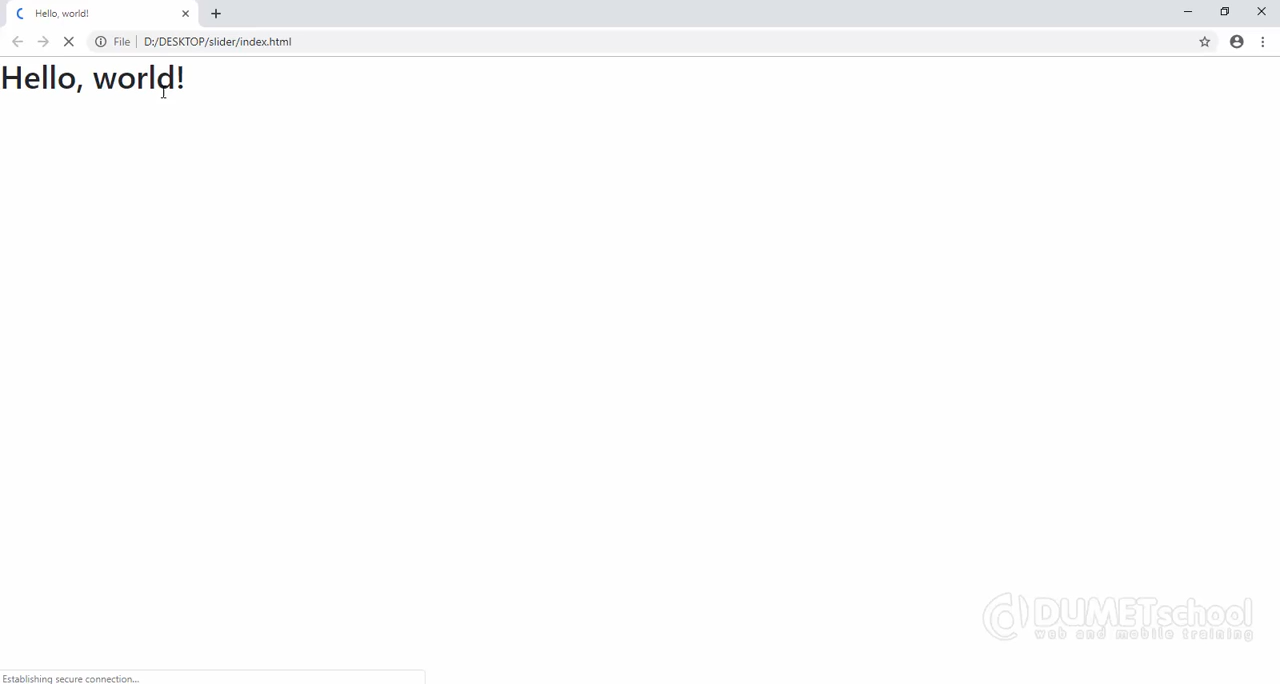 Hello, world!
File
D:/DESKTOP/slider/index.html
Hello, world!
DUMETschool
web and mobile training
Establishing secure connection...